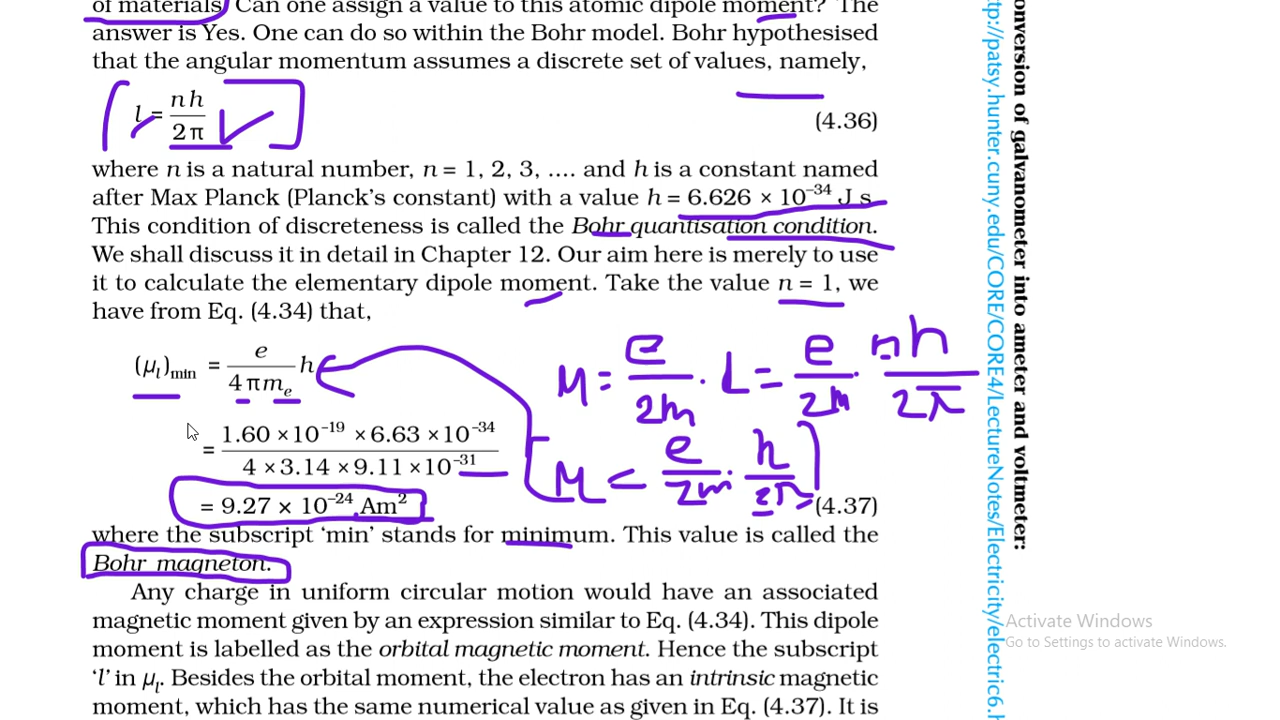 of materials. Can one assign a value to this atomic dipole moment? The
answer is Yes. One can do so within the Bohr model. Bohr hypothesised
that the angular momentum assumes a discrete set of values, namely,
l = nh / 2π (4.36)
where n is a natural number, n = 1, 2, 3, .... and h is a constant named
after Max Planck (Planck's constant) with a value h = 6.626 × 10⁻³⁴ J s.
This condition of discreteness is called the Bohr quantisation condition.
We shall discuss it in detail in Chapter 12. Our aim here is merely to use
it to calculate the elementary dipole moment. Take the value n = 1, we
have from Eq. (4.34) that,
(μₗ)min = e / 4πmₑ h
M = e / 2m . L = e / 2m . nh / 2π
= 1.60 ×10⁻¹⁹ ×6.63 ×10⁻³⁴ / 4 ×3.14 ×9.11 ×10⁻³¹
M < e / 2m . h / 2π
= 9.27 × 10⁻²⁴ Am² (4.37)
where the subscript 'min' stands for minimum. This value is called the
Bohr magneton.
Any charge in uniform circular motion would have an associated
magnetic moment given by an expression similar to Eq. (4.34). This dipole
moment is labelled as the orbital magnetic moment. Hence the subscript
'l' in μₗ. Besides the orbital moment, the electron has an intrinsic magnetic
moment, which has the same numerical value as given in Eq. (4.37). It is
onversion of galvanometer into ameter and voltmeter:
tp://patsy.hunter.cuny.edu/CORE/CORE4/LectureNotes/Electricity/electric6.h
Activate Windows
Go to Settings to activate Windows.